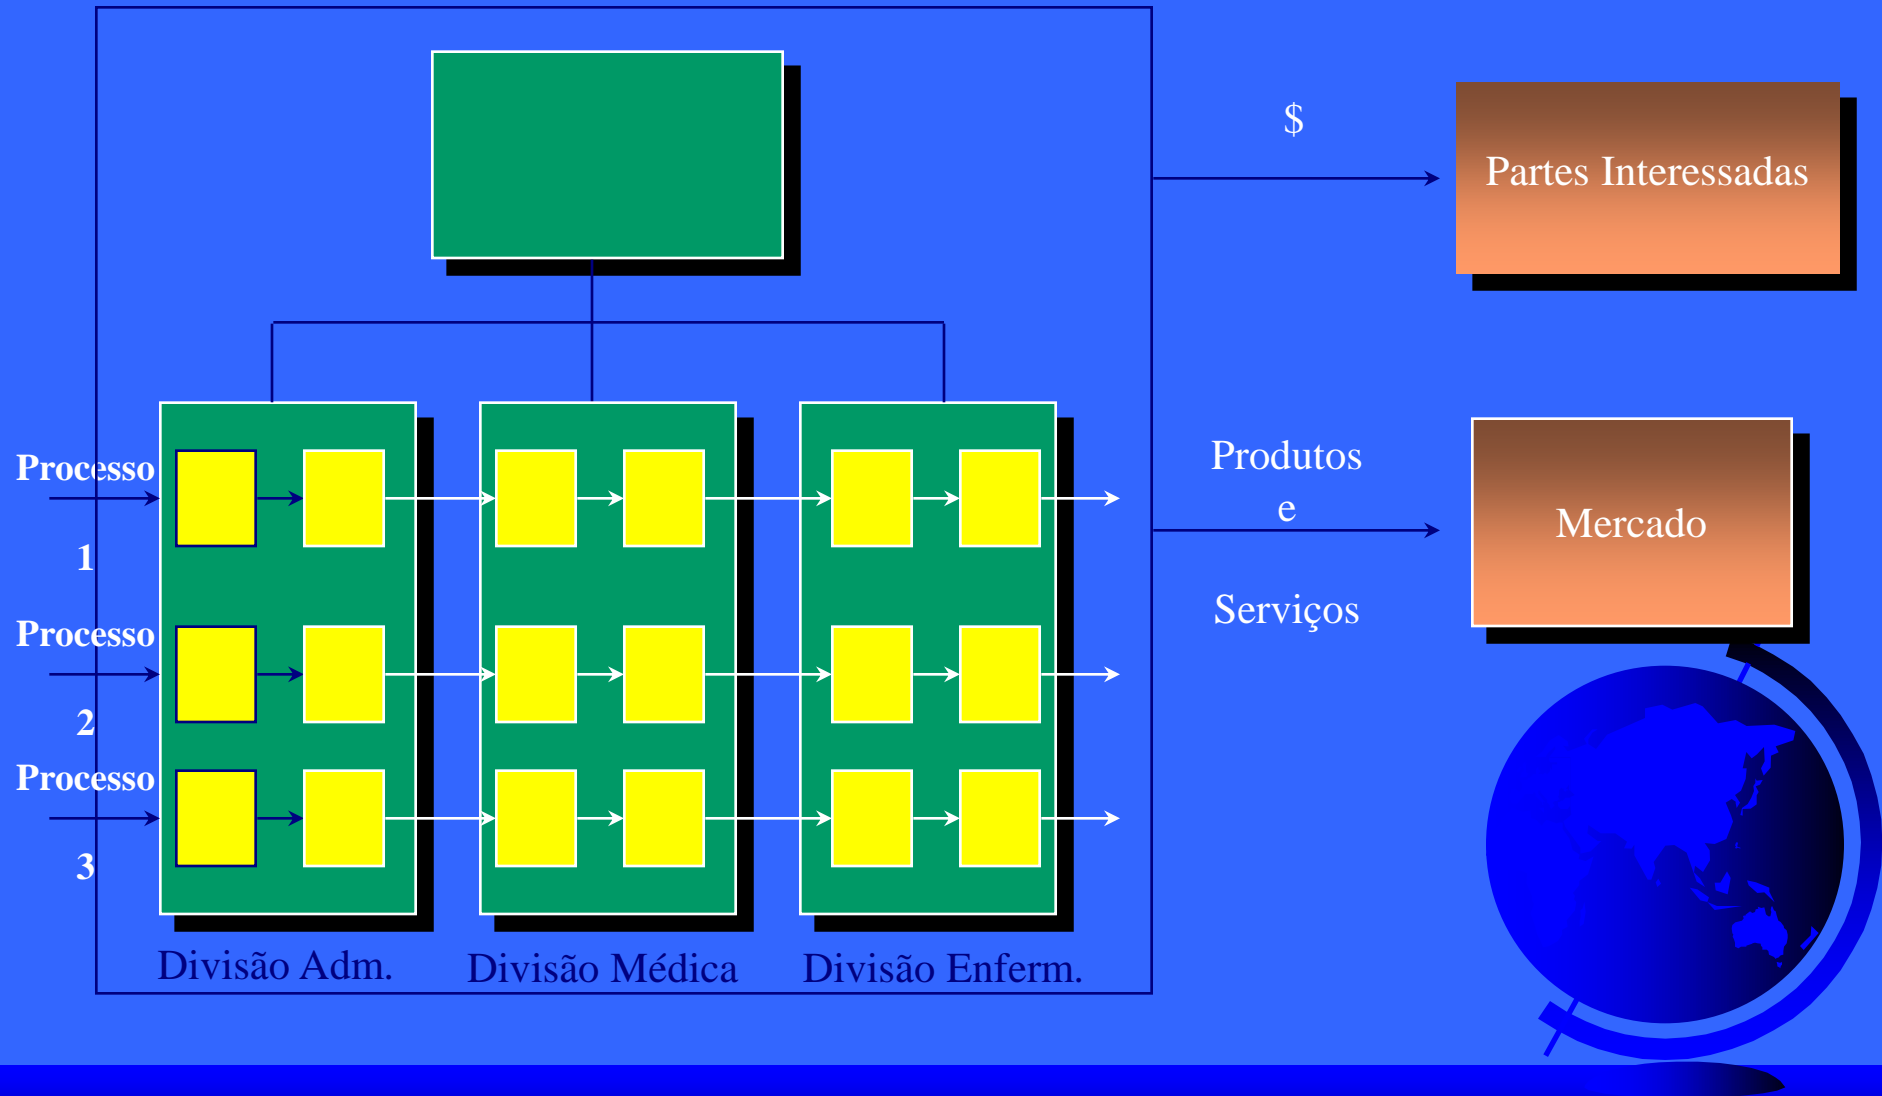 $
Partes Interessadas
Processo
1
Processo
2
Processo
3
Produtos
e
Serviços
Mercado
Divisão Adm.
Divisão Médica
Divisão Enferm.